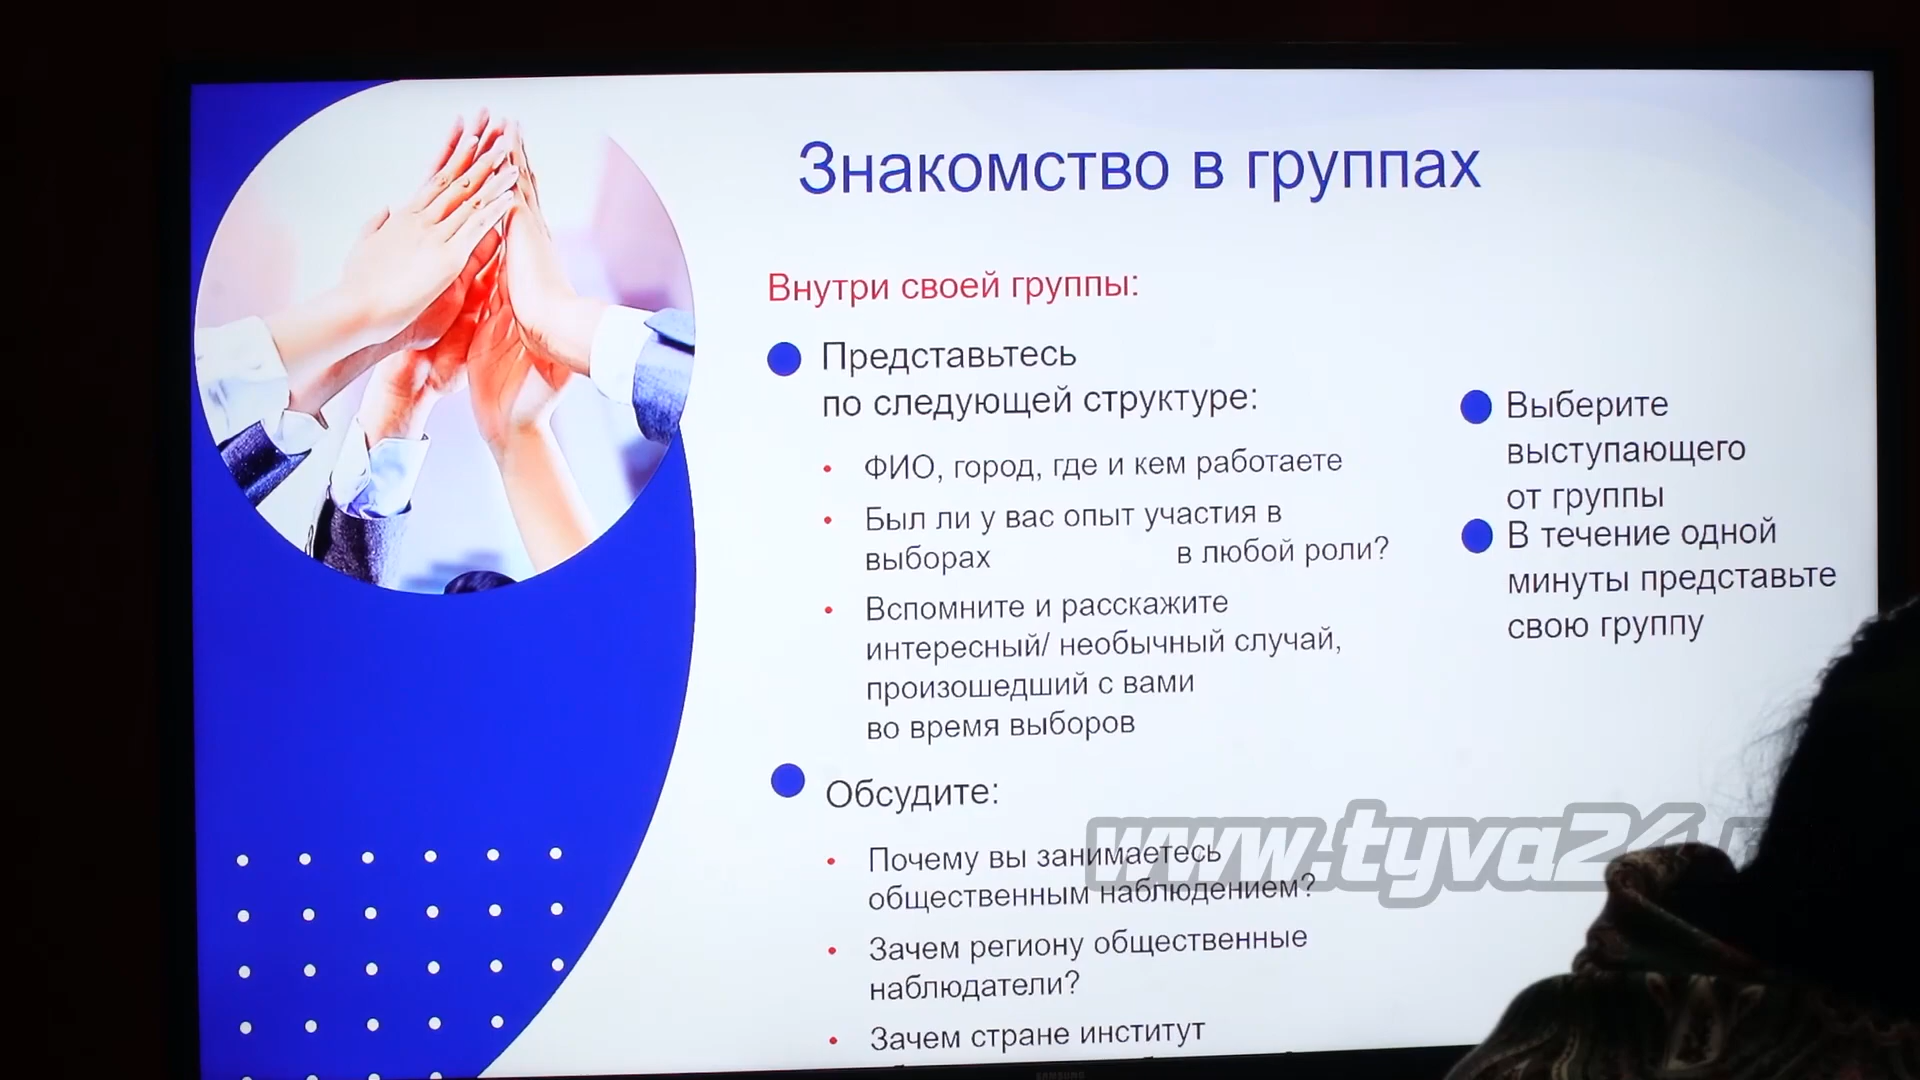 Знакомство в группах
Внутри своей группы:
Представьтесь
по следующей структуре:
ФИО, город, где и кем работаете
Был ли у вас опыт участия в
выборах в любой роли?
Вспомните и расскажите
интересный/ необычный случай,
произошедший с вами
во время выборов
Обсудите:
Почему вы занимаетесь
общественным наблюдением?
Зачем региону общественные
наблюдатели?
Зачем стране институт
Выберите
выступающего
от группы
В течение одной
минуты представьте
свою группу
www.tyva24
SAMSUNG